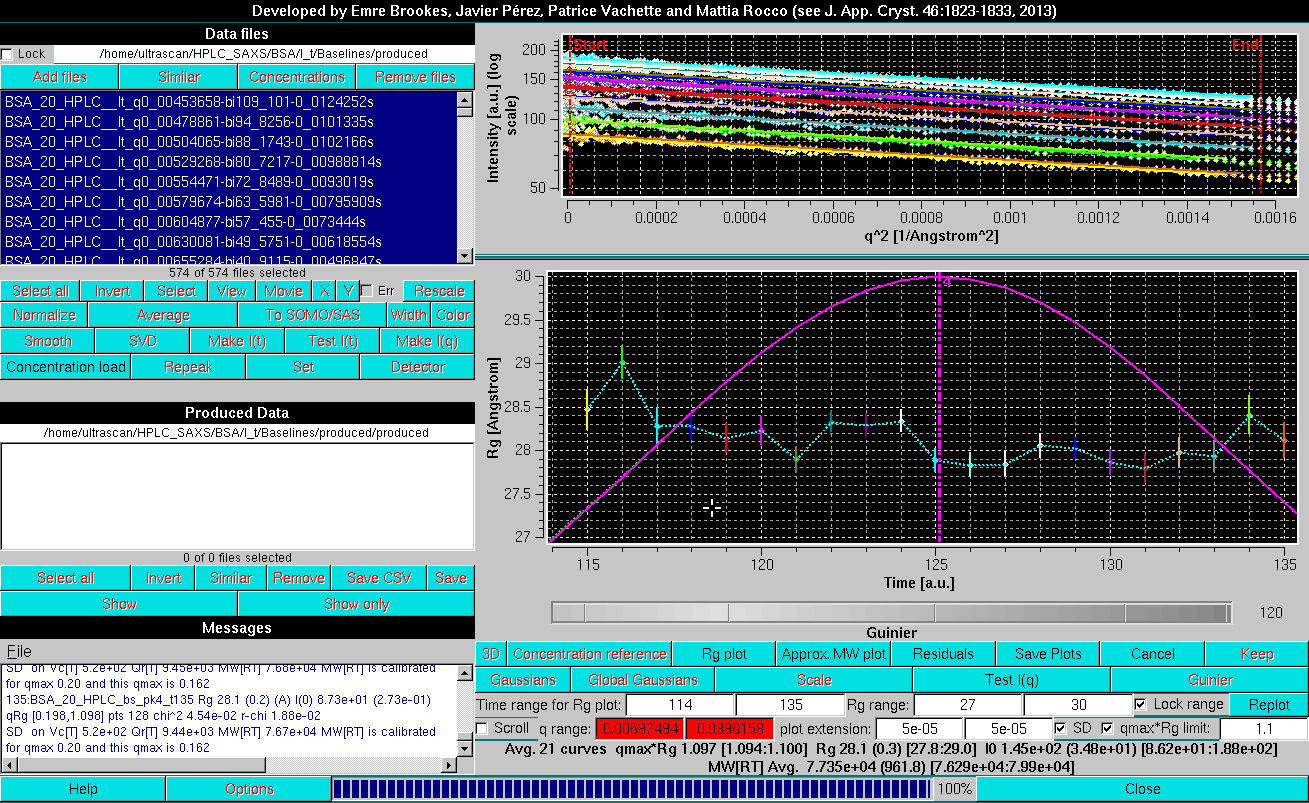 Developed by Emre Brookes, Javier Pérez, Patrice Vachette and Mattia Rocco (see J. App. Cryst. 46:1823-1833, 2013)
Data files
Lock /home/ultrascan/HPLC_SAXS/BSA/I_t/Baselines/produced
Add files Similar Concentrations Remove files
BSA_20_HPLC__It_q0_00453658-bi109_101-0_0124252s
BSA_20_HPLC__It_q0_00478861-bi94_8256-0_0101335s
BSA_20_HPLC__It_q0_00504065-bi88_1743-0_0102166s
BSA_20_HPLC__It_q0_00529268-bi80_7217-0_00988814s
BSA_20_HPLC__It_q0_00554471-bi72_8489-0_0093019s
BSA_20_HPLC__It_q0_00579674-bi63_5981-0_00795909s
BSA_20_HPLC__It_q0_00604877-bi57_455-0_0073444s
BSA_20_HPLC__It_q0_00630081-bi49_5751-0_00618554s
BSA_20_HPLC__It_q0_00655284-bi40_9115-0_00496847s
574 of 574 files selected
Select all Invert Select View Movie X Y Err Rescale
Normalize Average To SOMO/SAS Width Color
Smooth SVD Make I(t) Test I(t) Make I(q)
Concentration load Repeak Set Detector
Produced Data
/home/ultrascan/HPLC_SAXS/BSA/I_t/Baselines/produced/produced
0 of 0 files selected
Select all Invert Similar Remove Save CSV Save
Show Show only
Messages
File
SD on Vc[T] 5.2e+02 Qr[T] 9.45e+03 MW[RT] 7.68e+04 MW[RT] is calibrated
for qmax 0.20 and this qmax is 0.162
135:BSA_20_HPLC_bs_pk4_t135 Rg 28.1 (0.2) (A) I(0) 8.73e+01 (2.73e-01)
qRg [0.198,1.098] pts 128 chi^2 4.54e-02 r-chi 1.88e-02
SD on Vc[T] 5.2e+02 Qr[T] 9.44e+03 MW[RT] 7.67e+04 MW[RT] is calibrated
for qmax 0.20 and this qmax is 0.162
Help Options 100% Close
Intensity [a.u.] (log
scale)
200
150
100
50
Start End
0 0.0002 0.0004 0.0006 0.0008 0.001 0.0012 0.0014 0.0016
q^2 [1/Angstrom^2]
Rg [Angstrom]
30
29.5
29
28.5
28
27.5
27
4
115 120 125 130 135
Time [a.u.]
120
Guinier
3D Concentration reference Rg plot Approx. MW plot Residuals Save Plots Cancel Keep
Gaussians Global Gaussians Scale Test I(q) Guinier
Time range for Rg plot: 114 135 Rg range: 27 30 Lock range Replot
Scroll q range: 0.00687494 0.0396158 plot extension: 5e-05 5e-05 SD qmax*Rg limit: 1.1
Avg. 21 curves qmax*Rg 1.097 [1.094:1.100] Rg 28.1 (0.3) [27.8:29.0] I0 1.45e+02 (3.48e+01) [8.62e+01:1.88e+02]
MW[RT] Avg. 7.735e+04 (961.8) [7.629e+04:7.99e+04]